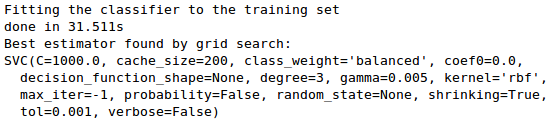 Fitting the classifier to the training set
done in 31.511s
Best estimator found by grid search:
SVC(C=1000.0, cache_size=200, class_weight='balanced', coef0=0.0,
  decision_function_shape=None, degree=3, gamma=0.005, kernel='rbf',
  max_iter=-1, probability=False, random_state=None, shrinking=True,
  tol=0.001, verbose=False)